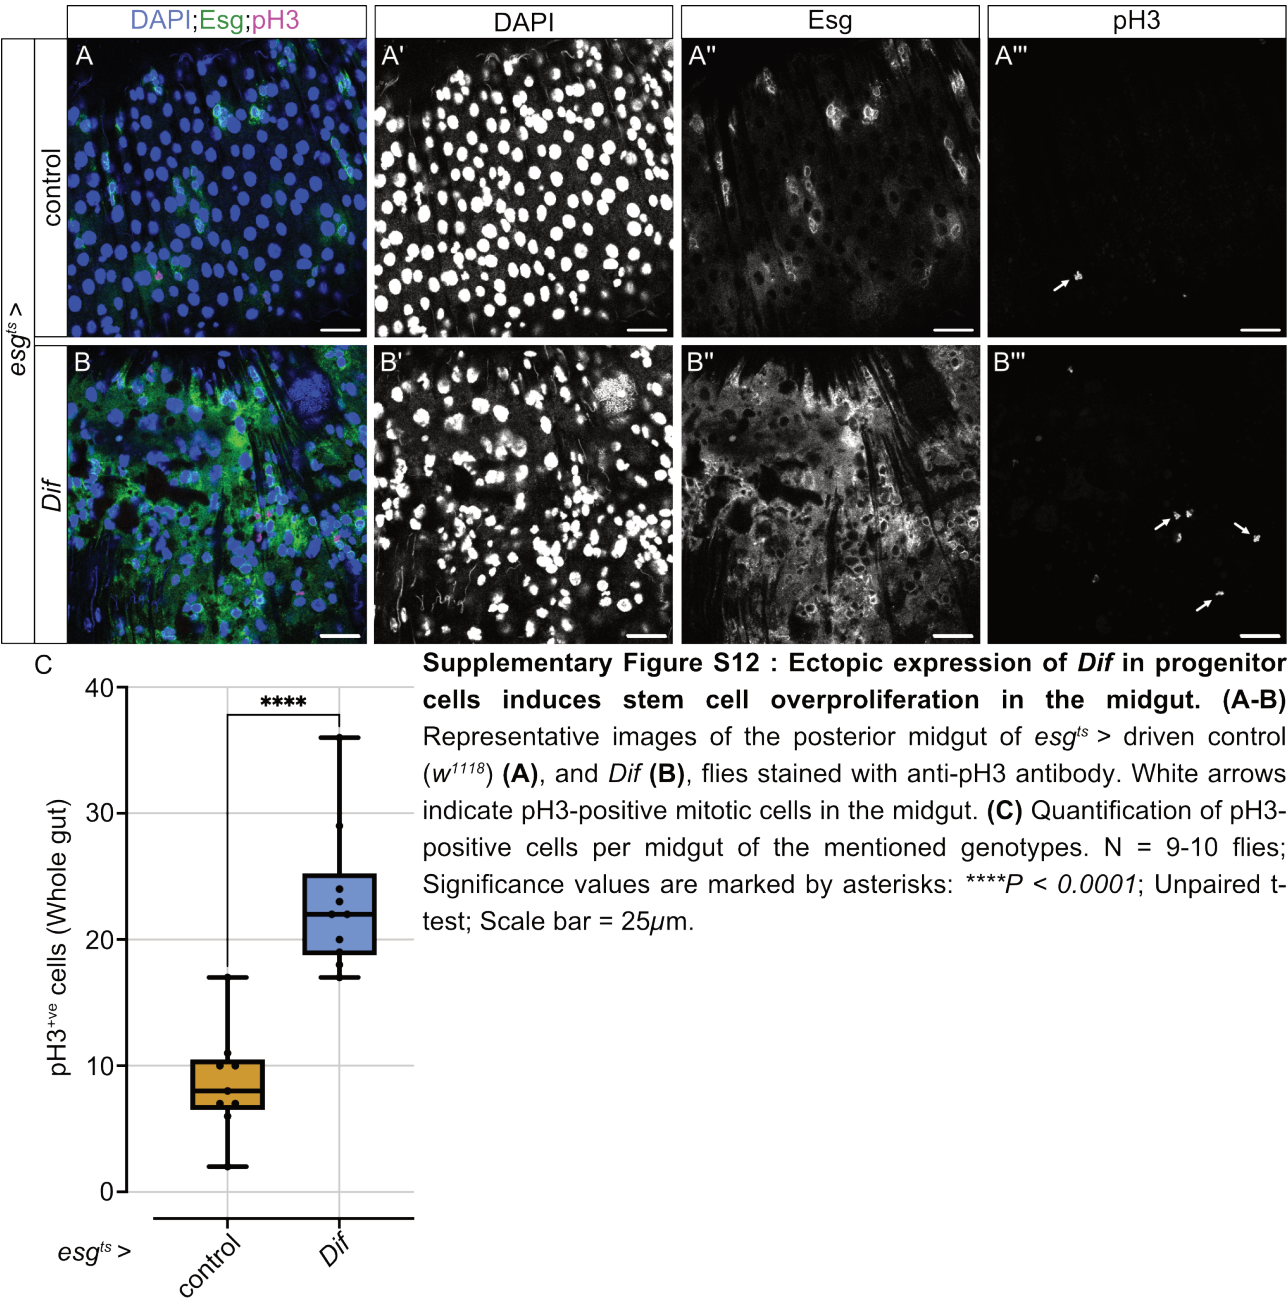 DAPI;Esg;pH3
DAPI
Esg
pH3
esgᵗˢ >
control
A
A'
A''
A'''
Dif
B
B'
B''
B'''
C
Supplementary Figure S12 : Ectopic expression of Dif in progenitor
cells induces stem cell overproliferation in the midgut. (A-B)
Representative images of the posterior midgut of esgᵗˢ > driven control
(w¹¹¹⁸) (A), and Dif (B), flies stained with anti-pH3 antibody. White arrows
indicate pH3-positive mitotic cells in the midgut. (C) Quantification of pH3-
positive cells per midgut of the mentioned genotypes. N = 9-10 flies;
Significance values are marked by asterisks: ****P < 0.0001; Unpaired t-
test; Scale bar = 25µm.
pH3⁺ᵛᵉ cells (Whole gut)
40
30
20
10
0
****
esgᵗˢ >
control
Dif